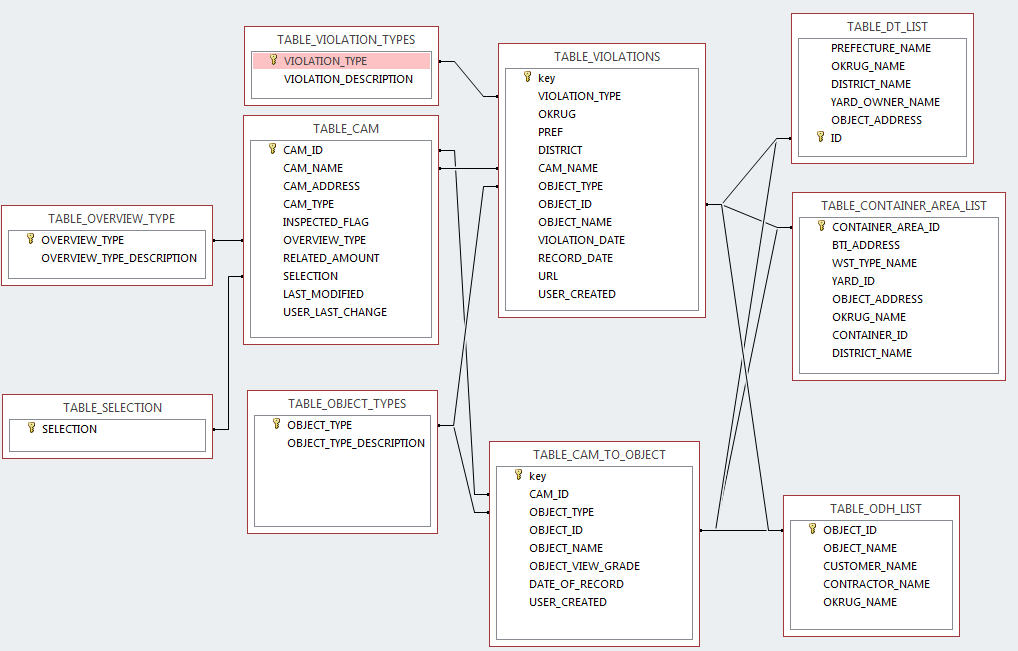 TABLE_VIOLATION_TYPES
VIOLATION_TYPE
VIOLATION_DESCRIPTION
TABLE_CAM
CAM_ID
CAM_NAME
CAM_ADDRESS
CAM_TYPE
INSPECTED_FLAG
OVERVIEW_TYPE
RELATED_AMOUNT
SELECTION
LAST_MODIFIED
USER_LAST_CHANGE
TABLE_OVERVIEW_TYPE
OVERVIEW_TYPE
OVERVIEW_TYPE_DESCRIPTION
TABLE_SELECTION
SELECTION
TABLE_OBJECT_TYPES
OBJECT_TYPE
OBJECT_TYPE_DESCRIPTION
TABLE_VIOLATIONS
key
VIOLATION_TYPE
OKRUG
PREF
DISTRICT
CAM_NAME
OBJECT_TYPE
OBJECT_ID
OBJECT_NAME
VIOLATION_DATE
RECORD_DATE
URL
USER_CREATED
TABLE_CAM_TO_OBJECT
key
CAM_ID
OBJECT_TYPE
OBJECT_ID
OBJECT_NAME
OBJECT_VIEW_GRADE
DATE_OF_RECORD
USER_CREATED
TABLE_DT_LIST
PREFECTURE_NAME
OKRUG_NAME
DISTRICT_NAME
YARD_OWNER_NAME
OBJECT_ADDRESS
ID
TABLE_CONTAINER_AREA_LIST
CONTAINER_AREA_ID
BTI_ADDRESS
WST_TYPE_NAME
YARD_ID
OBJECT_ADDRESS
OKRUG_NAME
CONTAINER_ID
DISTRICT_NAME
TABLE_ODH_LIST
OBJECT_ID
OBJECT_NAME
CUSTOMER_NAME
CONTRACTOR_NAME
OKRUG_NAME